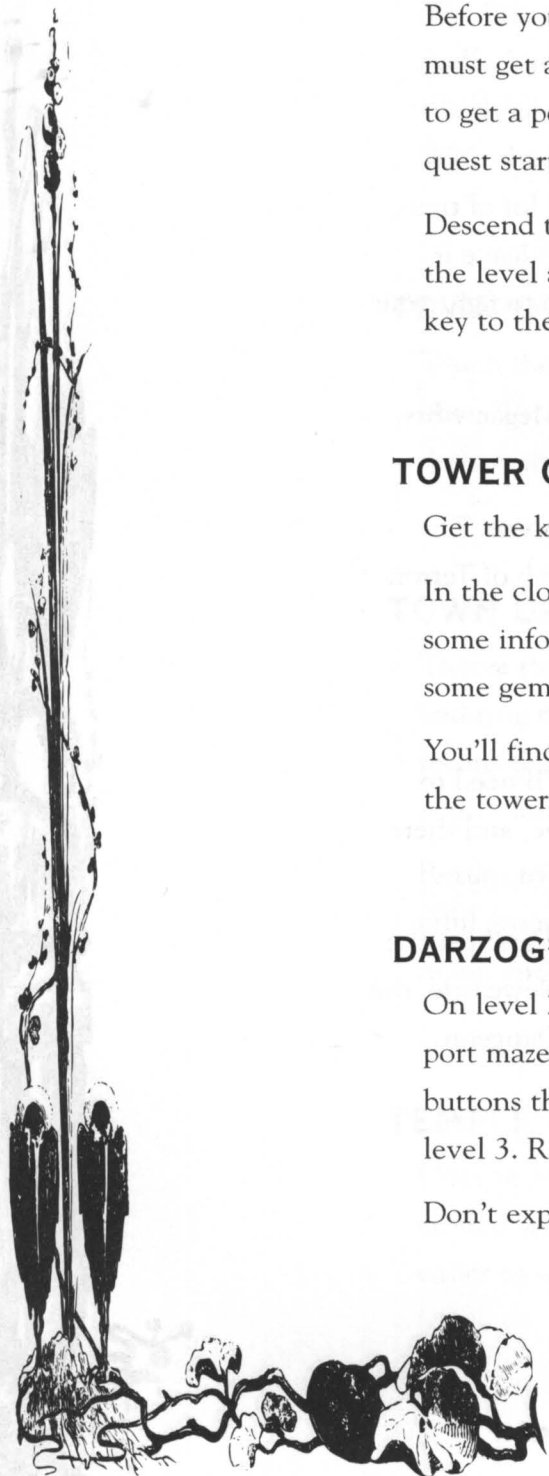 Before you
must get a
to get a p
quest star
Descend t
the level
key to the
TOWER
Get the k
In the clo
some info
some gem
You'll find
the tower
DARZOG
On level
port maze
buttons th
level 3. R
Don't exp